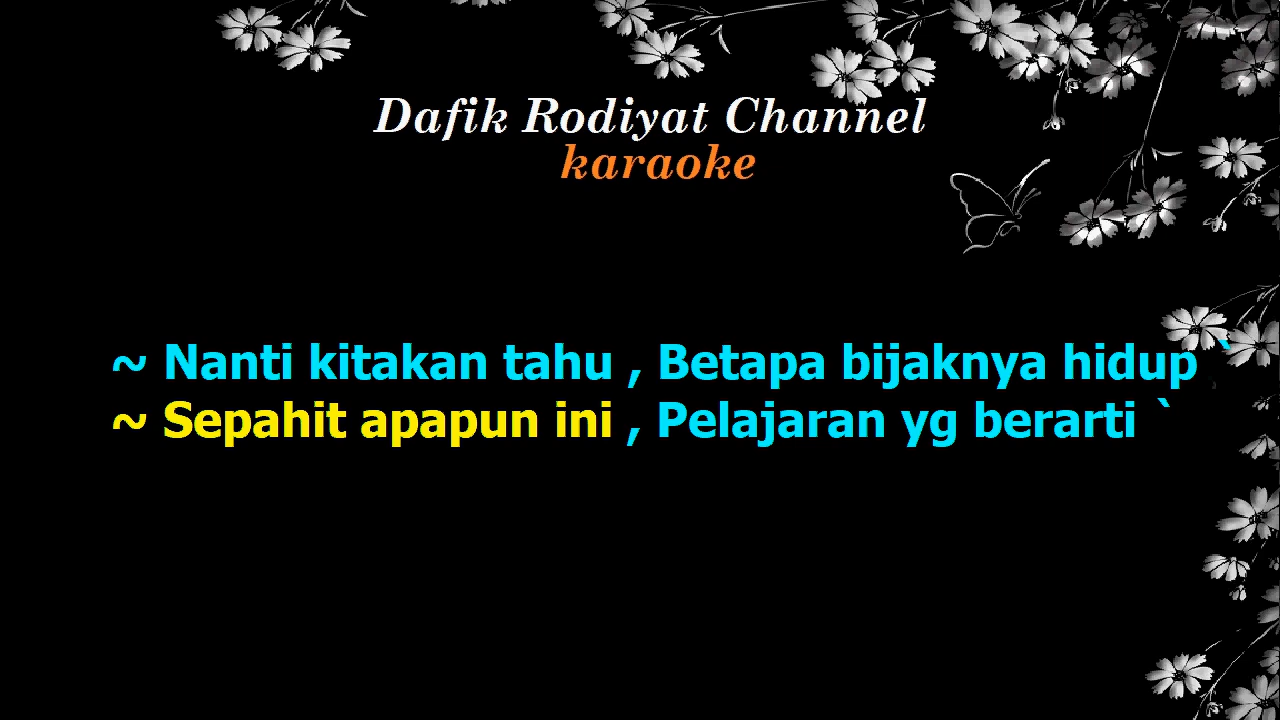 Dafik Rodiyat Channel
karaoke
~ Nanti kitakan tahu , Betapa bijaknya hidup `
~ Sepahit apapun ini , Pelajaran yg berarti `